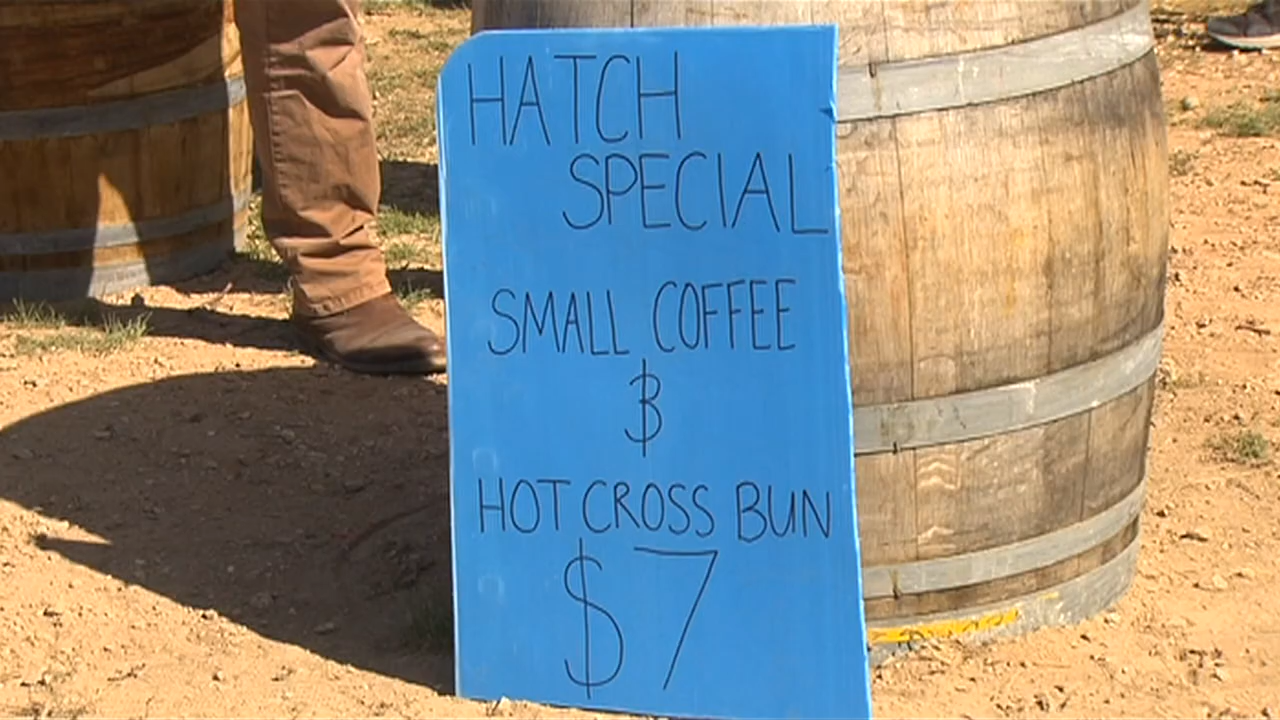 HATCH
SPECIAL
SMALL COFFEE
&
HOT CROSS BUN
$7